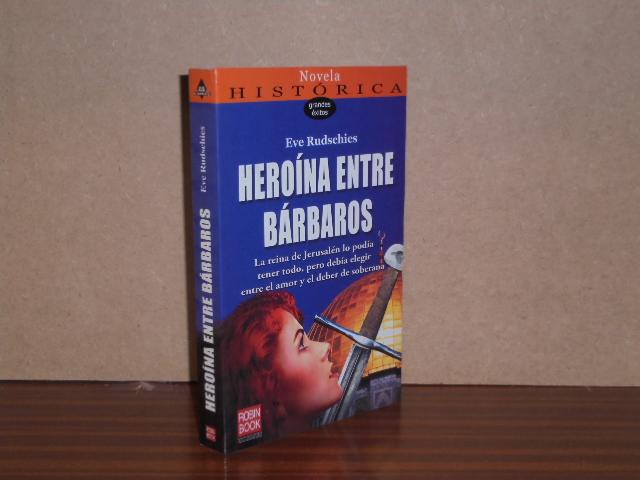 Novela
HISTÓRICA
grandes
éxitos
Eve Rudschies
HEROÍNA ENTRE
BÁRBAROS
La reina de Jerusalén lo podía
tener todo, pero debía elegir
entre el amor y el deber de soberana
ROBIN
BOOK
Eve Rudschies
HEROÍNA ENTRE BÁRBAROS